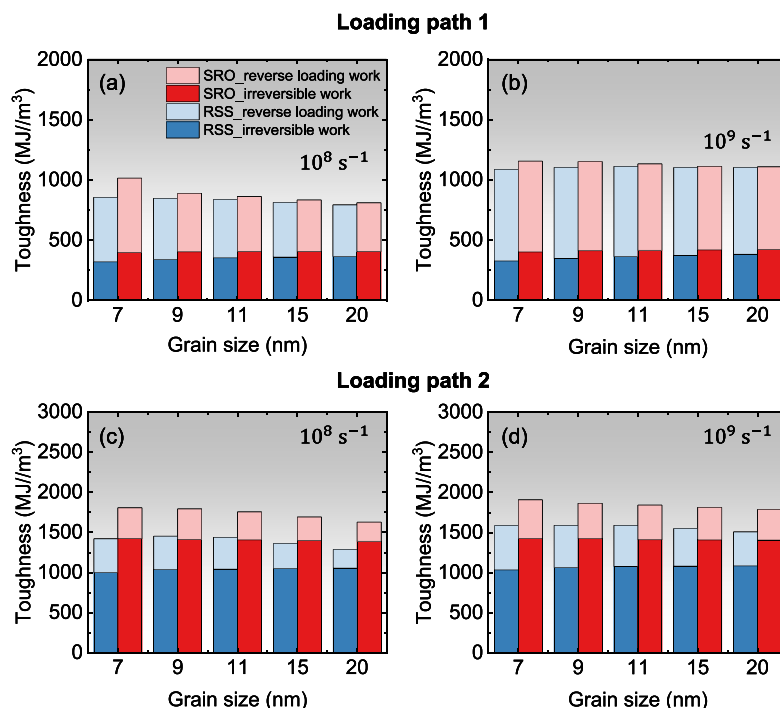 Loading path 1
(a)
SRO_reverse loading work
SRO_irreversible work
RSS_reverse loading work
RSS_irreversible work
10⁸ s⁻¹
Toughness (MJ//m³)
2000
1500
1000
500
0
7 9 11 15 20
Grain size (nm)
(b)
10⁹ s⁻¹
Toughness (MJ//m³)
2000
1500
1000
500
0
7 9 11 15 20
Grain size (nm)
Loading path 2
(c)
10⁸ s⁻¹
Toughness (MJ//m³)
3000
2500
2000
1500
1000
500
0
7 9 11 15 20
Grain size (nm)
(d)
10⁹ s⁻¹
Toughness (MJ//m³)
3000
2500
2000
1500
1000
500
0
7 9 11 15 20
Grain size (nm)